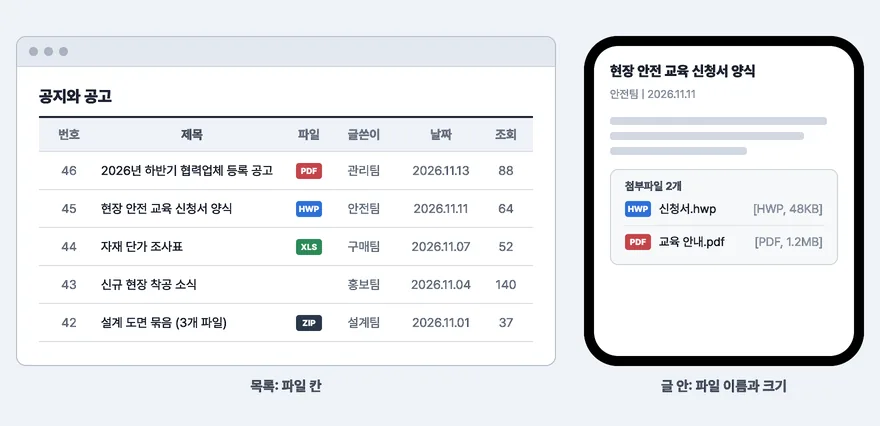 공지와 공고
번호 제목 파일 글쓴이 날짜 조회
46 2026년 하반기 협력업체 등록 공고 PDF 관리팀 2026.11.13 88
45 현장 안전 교육 신청서 양식 HWP 안전팀 2026.11.11 64
44 자재 단가 조사표 XLS 구매팀 2026.11.07 52
43 신규 현장 착공 소식 홍보팀 2026.11.04 140
42 설계 도면 묶음 (3개 파일) ZIP 설계팀 2026.11.01 37
목록: 파일 칸
현장 안전 교육 신청서 양식
안전팀 | 2026.11.11
첨부파일 2개
HWP 신청서.hwp [HWP, 48KB]
PDF 교육 안내.pdf [PDF, 1.2MB]
글 안: 파일 이름과 크기